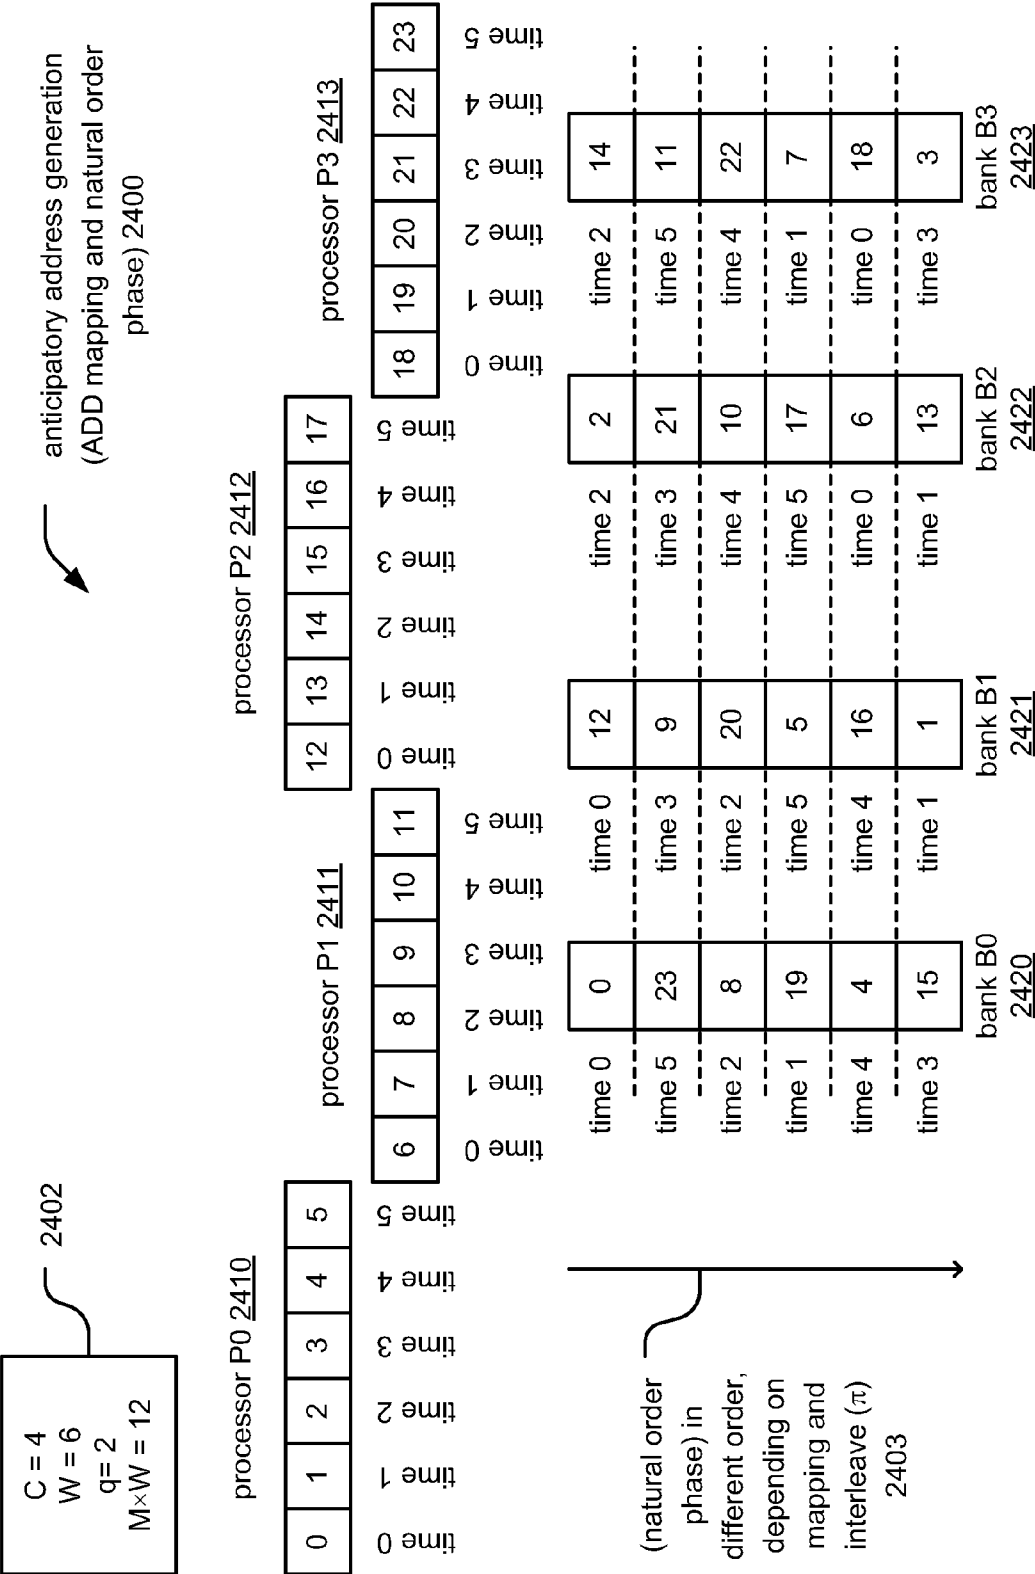 anticipatory address generation
(ADD mapping and natural order
phase) 2400
C = 4
W = 6
q= 2
M×W = 12
2402
processor P0 2410
0 1 2 3 4 5
time 0 time 1 time 2 time 3 time 4 time 5
processor P1 2411
6 7 8 9 10 11
time 0 time 1 time 2 time 3 time 4 time 5
processor P2 2412
12 13 14 15 16 17
time 0 time 1 time 2 time 3 time 4 time 5
processor P3 2413
18 19 20 21 22 23
time 0 time 1 time 2 time 3 time 4 time 5
(natural order
phase) in
different order,
depending on
mapping and
interleave (π)
2403
time 0 0
time 5 23
time 2 8
time 1 19
time 4 4
time 3 15
bank B0
2420
time 0 12
time 3 9
time 2 20
time 5 5
time 4 16
time 1 1
bank B1
2421
time 2 2
time 3 21
time 4 10
time 5 17
time 0 6
time 1 13
bank B2
2422
time 2 14
time 5 11
time 4 22
time 1 7
time 0 18
time 3 3
bank B3
2423